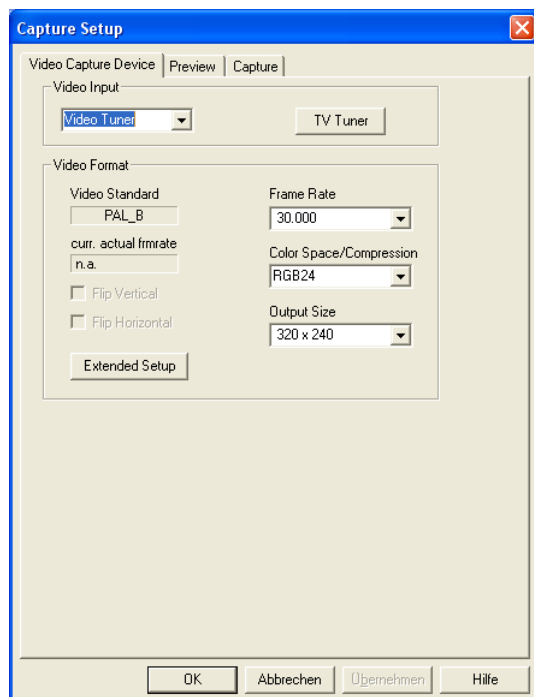 Capture Setup
Video Capture Device Preview Capture
Video Input
Video Tuner
TV Tuner
Video Format
Video Standard
PAL_B
curr. actual frmrate
n.a.
Flip Vertical
Flip Horizontal
Extended Setup
Frame Rate
30.000
Color Space/Compression
RGB24
Output Size
320 x 240
OK Abbrechen Übernehmen Hilfe